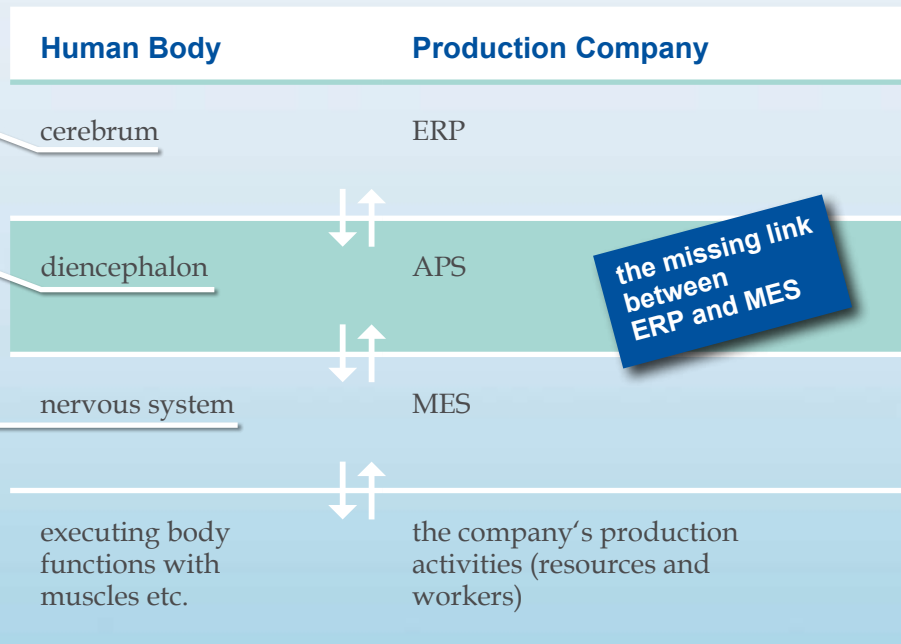 Human Body
Production Company
cerebrum
ERP
diencephalon
APS
the missing link
between
ERP and MES
nervous system
MES
executing body
functions with
muscles etc.
the company‘s production
activities (resources and
workers)